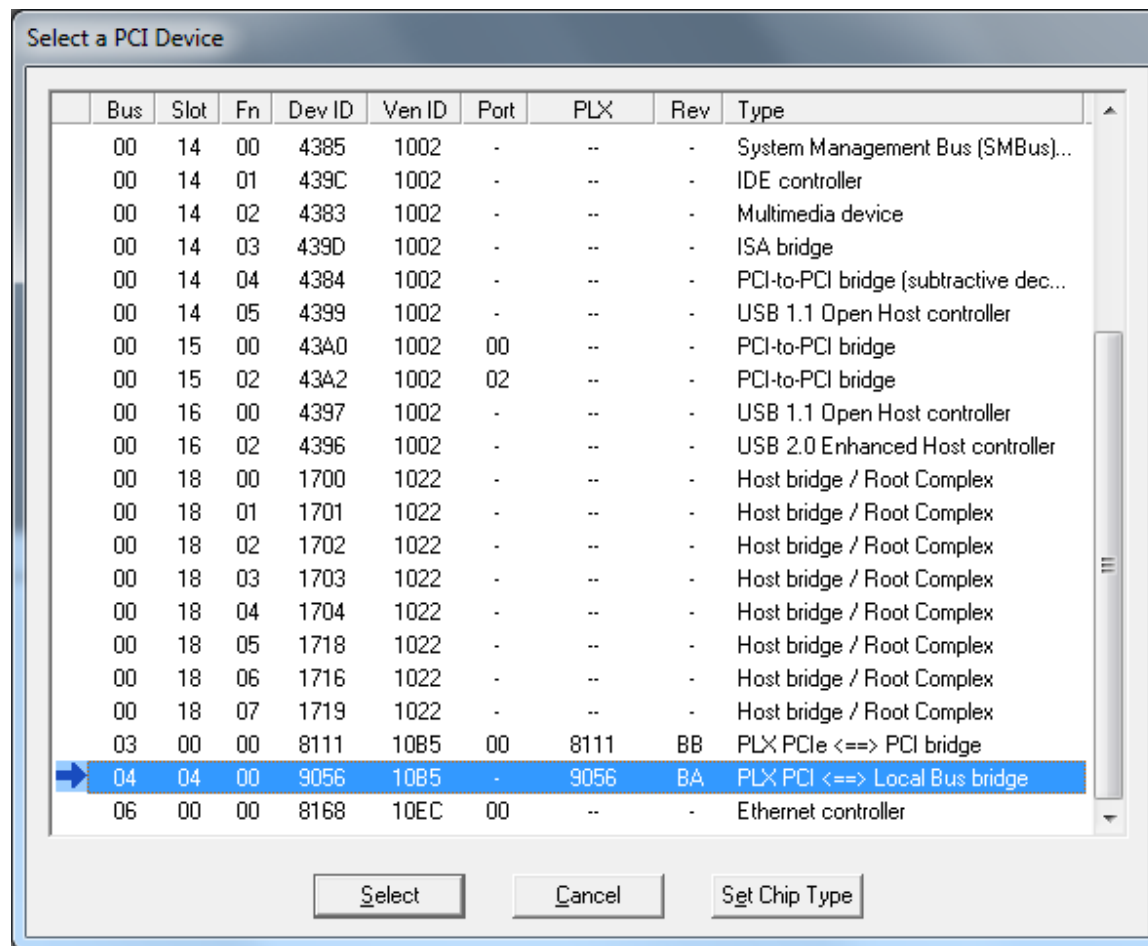 Select a PCI Device
Bus Slot Fn Dev ID Ven ID Port PLX Rev Type
00 14 00 4385 1002 - -- - System Management Bus (SMBus)...
00 14 01 439C 1002 - -- - IDE controller
00 14 02 4383 1002 - -- - Multimedia device
00 14 03 439D 1002 - -- - ISA bridge
00 14 04 4384 1002 - -- - PCI-to-PCI bridge (subtractive dec...
00 14 05 4399 1002 - -- - USB 1.1 Open Host controller
00 15 00 43A0 1002 00 -- - PCI-to-PCI bridge
00 15 02 43A2 1002 02 -- - PCI-to-PCI bridge
00 16 00 4397 1002 - -- - USB 1.1 Open Host controller
00 16 02 4396 1002 - -- - USB 2.0 Enhanced Host controller
00 18 00 1700 1022 - -- - Host bridge / Root Complex
00 18 01 1701 1022 - -- - Host bridge / Root Complex
00 18 02 1702 1022 - -- - Host bridge / Root Complex
00 18 03 1703 1022 - -- - Host bridge / Root Complex
00 18 04 1704 1022 - -- - Host bridge / Root Complex
00 18 05 1718 1022 - -- - Host bridge / Root Complex
00 18 06 1716 1022 - -- - Host bridge / Root Complex
00 18 07 1719 1022 - -- - Host bridge / Root Complex
03 00 00 8111 10B5 00 8111 BB PLX PCIe <==> PCI bridge
04 04 00 9056 10B5 - 9056 BA PLX PCI <==> Local Bus bridge
06 00 00 8168 10EC 00 -- - Ethernet controller
Select Cancel Set Chip Type